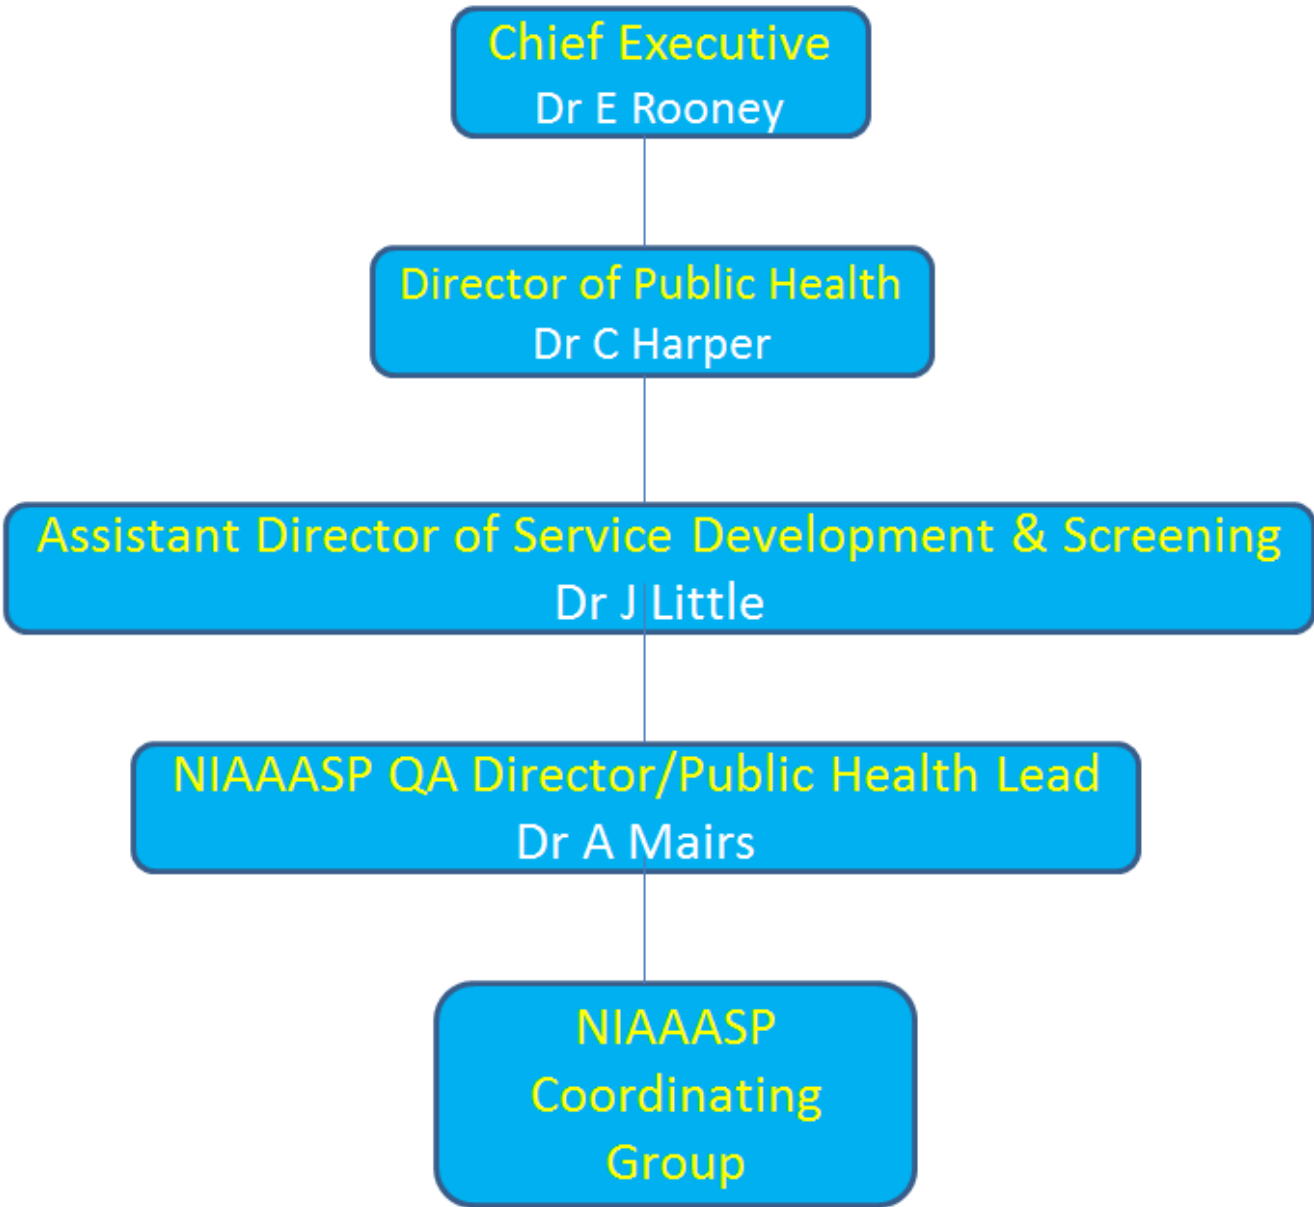 Chief Executive
Dr E Rooney
Director of Public Health
Dr C Harper
Assistant Director of Service Development & Screening
Dr J Little
NIAAASP QA Director/Public Health Lead
Dr A Mairs
NIAAASP
Coordinating
Group